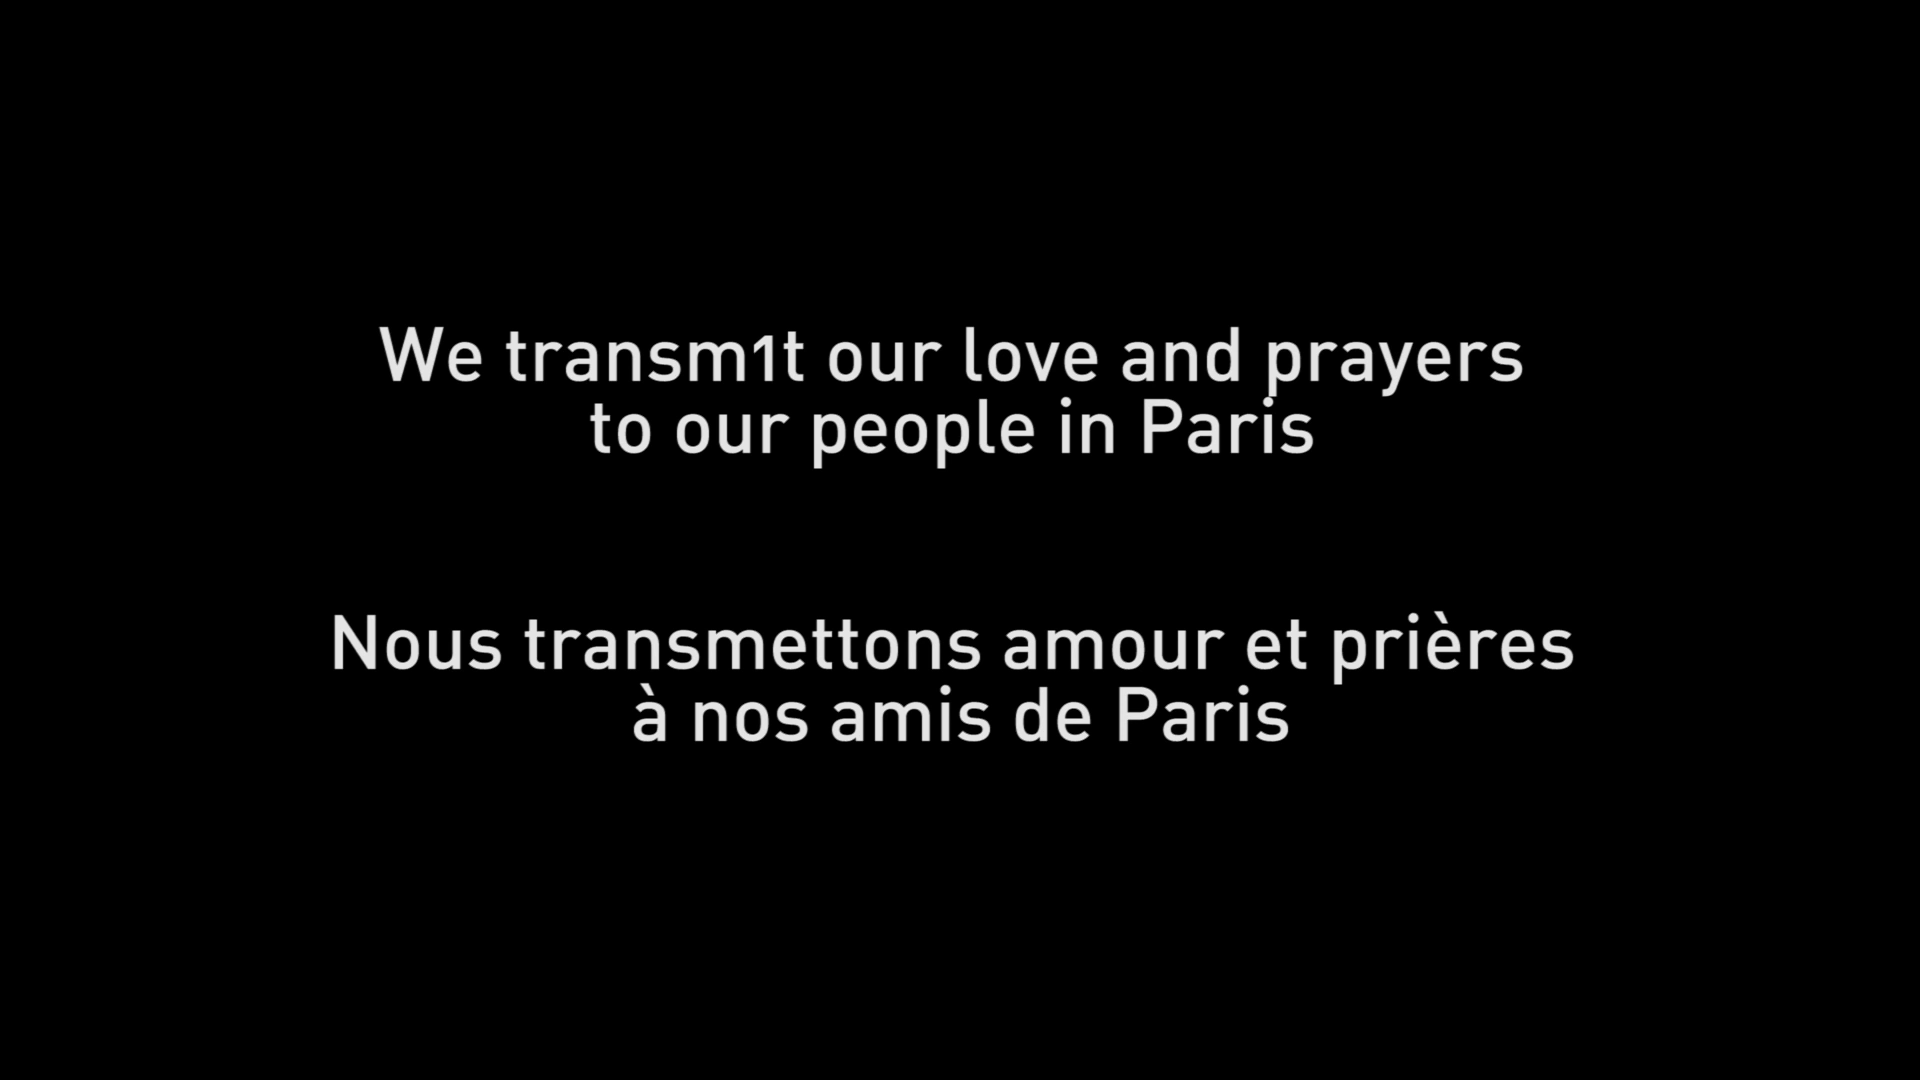 We transm1t our love and prayers
to our people in Paris
Nous transmettons amour et prières
à nos amis de Paris